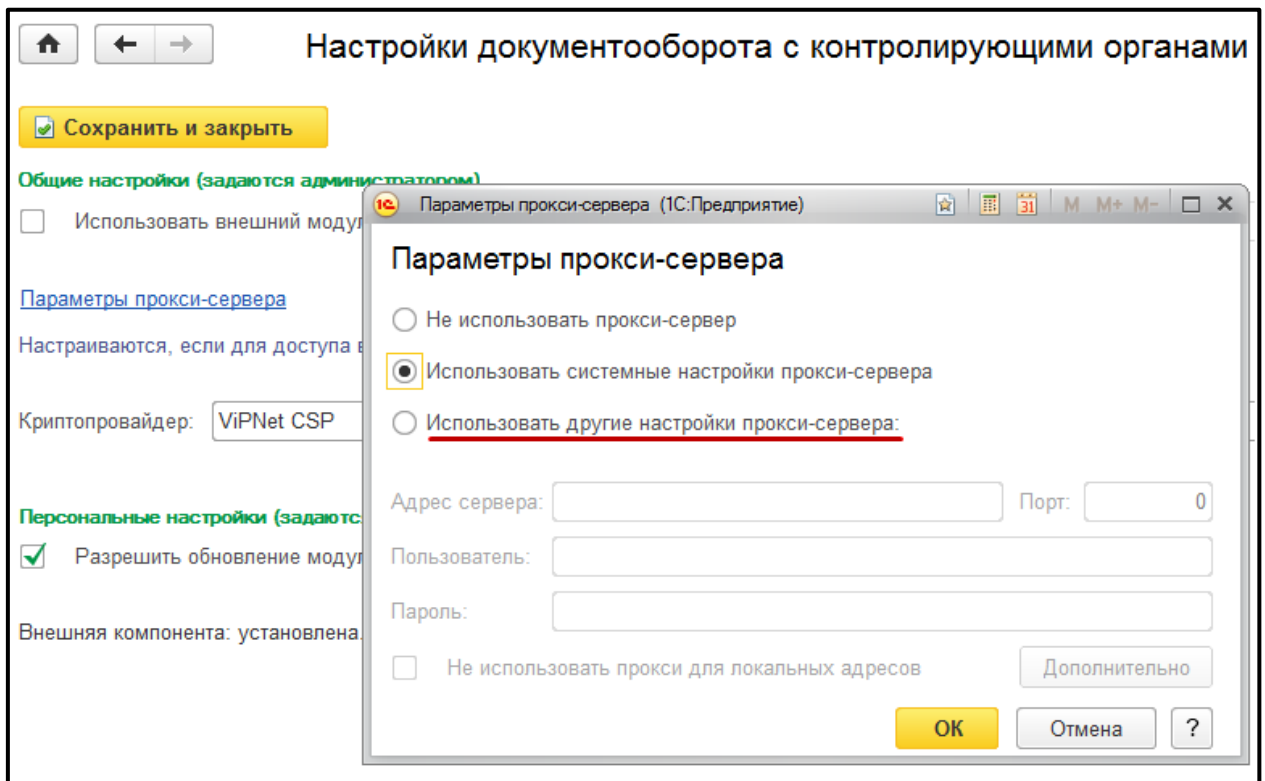 Настройки документооборота с контролирующими органами
Сохранить и закрыть
Общие настройки (задаются администратором)
Использовать внешний модул
Параметры прокси-сервера
Настраиваются, если для доступа в
Криптопровайдер: ViPNet CSP
Персональные настройки (задаютс
Разрешить обновление модул
Внешняя компонента: установлена.
1С Параметры прокси-сервера (1С:Предприятие) 31 M M+ M-
Параметры прокси-сервера
Не использовать прокси-сервер
Использовать системные настройки прокси-сервера
Использовать другие настройки прокси-сервера:
Адрес сервера: Порт: 0
Пользователь:
Пароль:
Не использовать прокси для локальных адресов Дополнительно
ОК Отмена ?